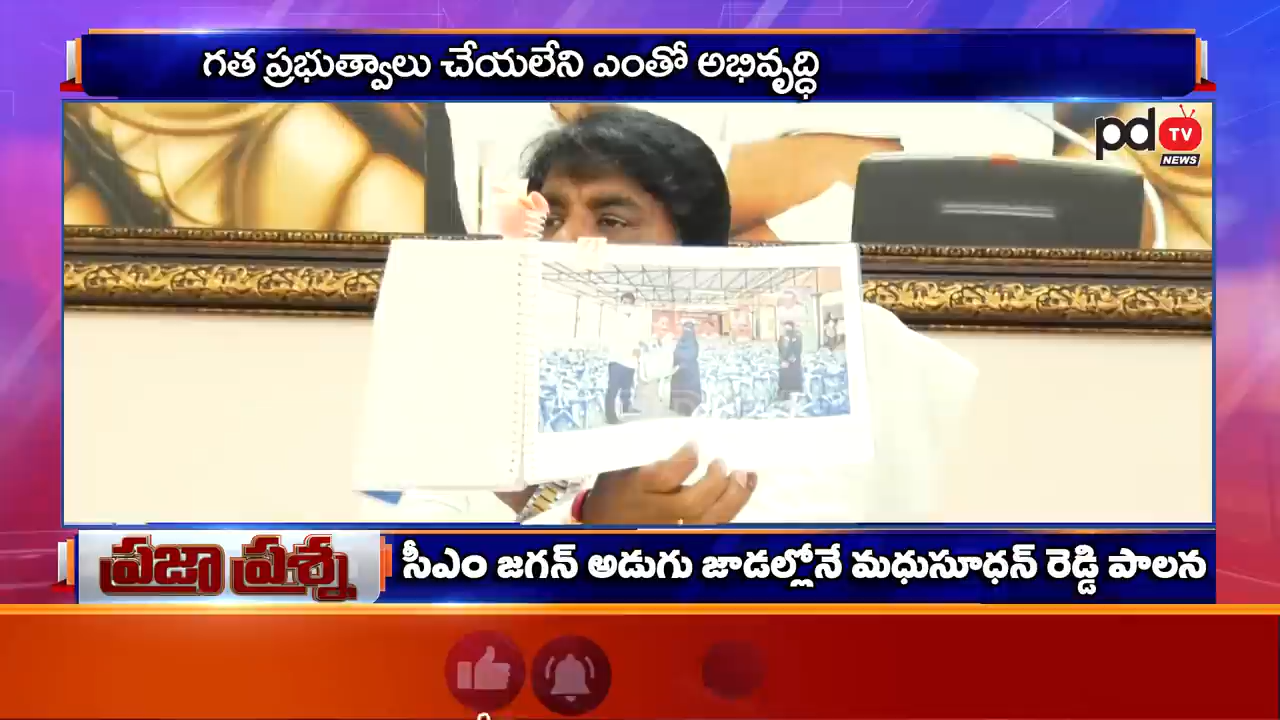 గత ప్రభుత్వాలు చేయలేని ఎంతో అభివృద్ధి
pd TV NEWS
ప్రజా ప్రశ్న
సీఎం జగన్ అడుగు జాడల్లోనే మధుసూధన్ రెడ్డి పాలన